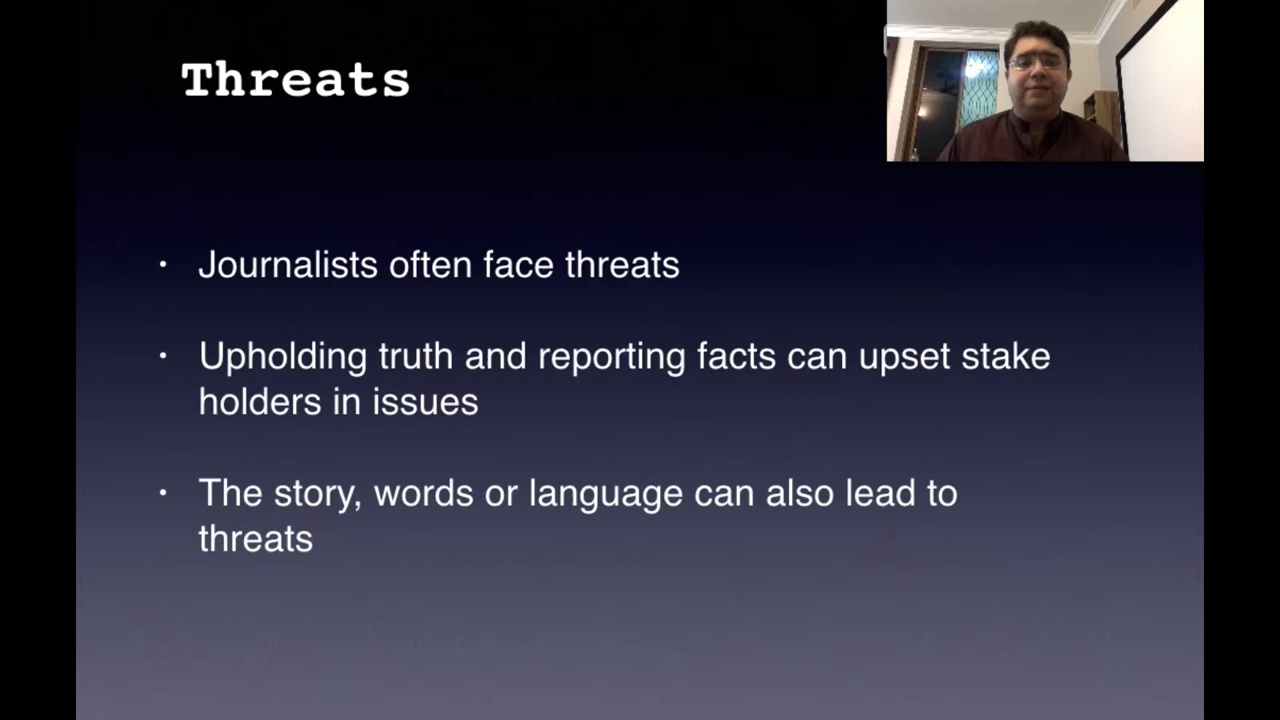 Threats
• Journalists often face threats
• Upholding truth and reporting facts can upset stake
holders in issues
• The story, words or language can also lead to
threats